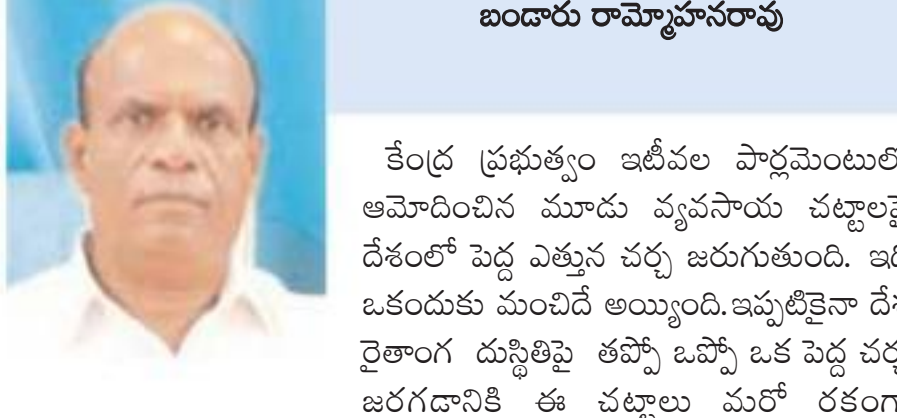 బండారు రామ్మోహనరావు
కేంద్ర ప్రభుత్వం ఇటీవల పార్లమెంటులో
ఆమోదించిన మూడు వ్యవసాయ చట్టాలపై
దేశంలో పెద్ద ఎత్తున చర్చ జరుగుతుంది. ఇది
ఒకందుకు మంచిదే అయ్యింది.ఇప్పటికైనా దేశ
రైతాంగ దుస్థితిపై తప్పో ఒప్పో ఒక పెద్ద చర్చ
జరగడానికి ఈ చట్టాలు మరో రకంగా